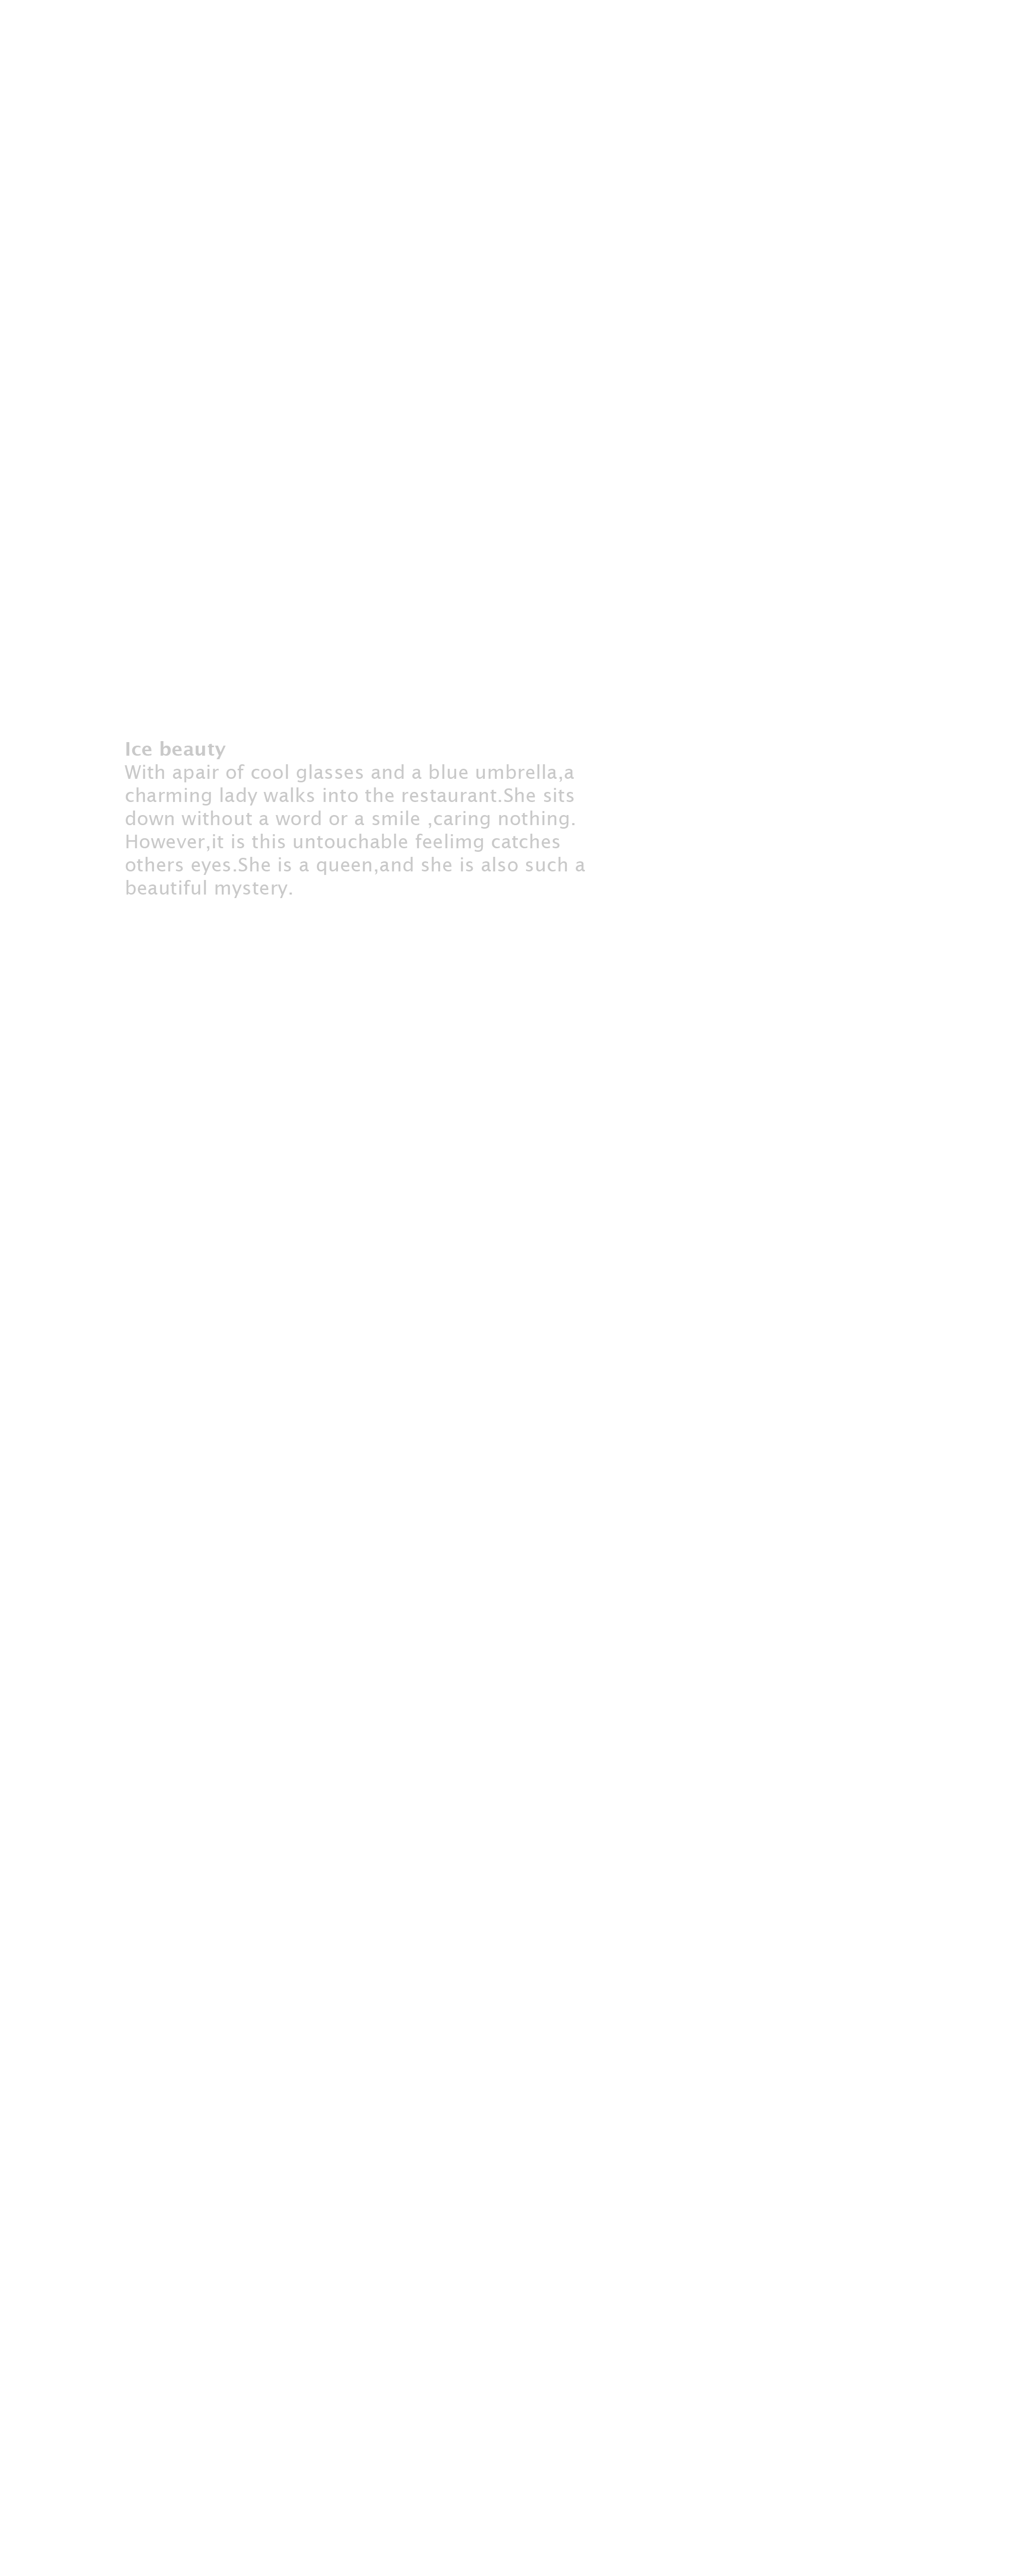 Ice beauty
With apair of cool glasses and a blue umbrella,a
charming lady walks into the restaurant.She sits
down without a word or a smile ,caring nothing.
However,it is this untouchable feelimg catches
others eyes.She is a queen,and she is also such a
beautiful mystery.